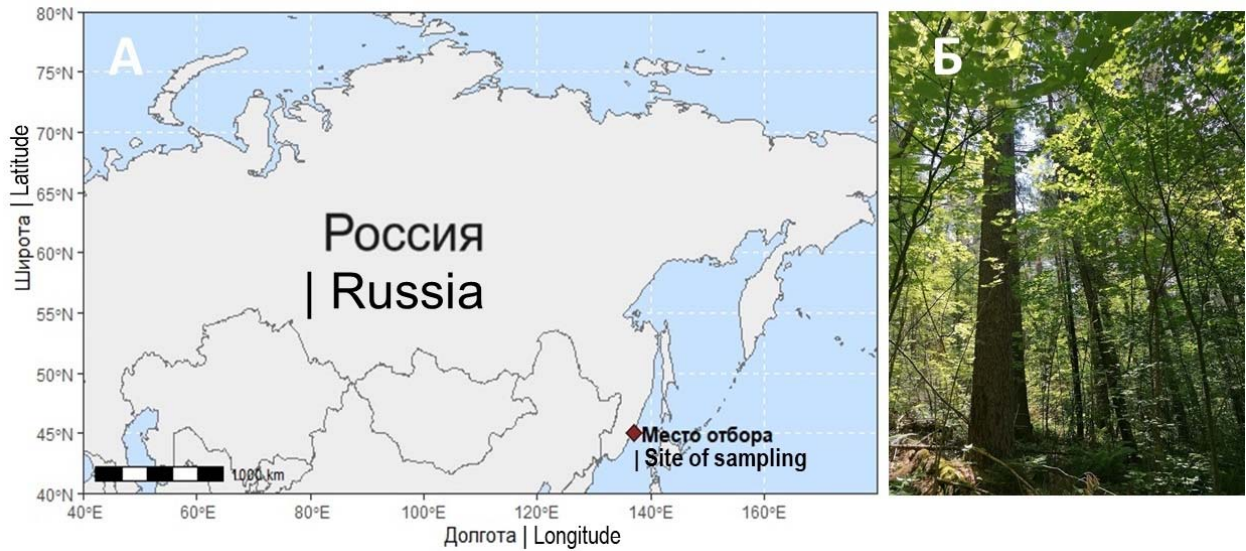 80°N
А
75°N
70°N
65°N
60°N
55°N
50°N
45°N
40°N
Широта | Latitude
Россия
| Russia
Место отбора
| Site of sampling
1000 km
40°E 60°E 80°E 100°E 120°E 140°E 160°E
Долгота | Longitude
Б